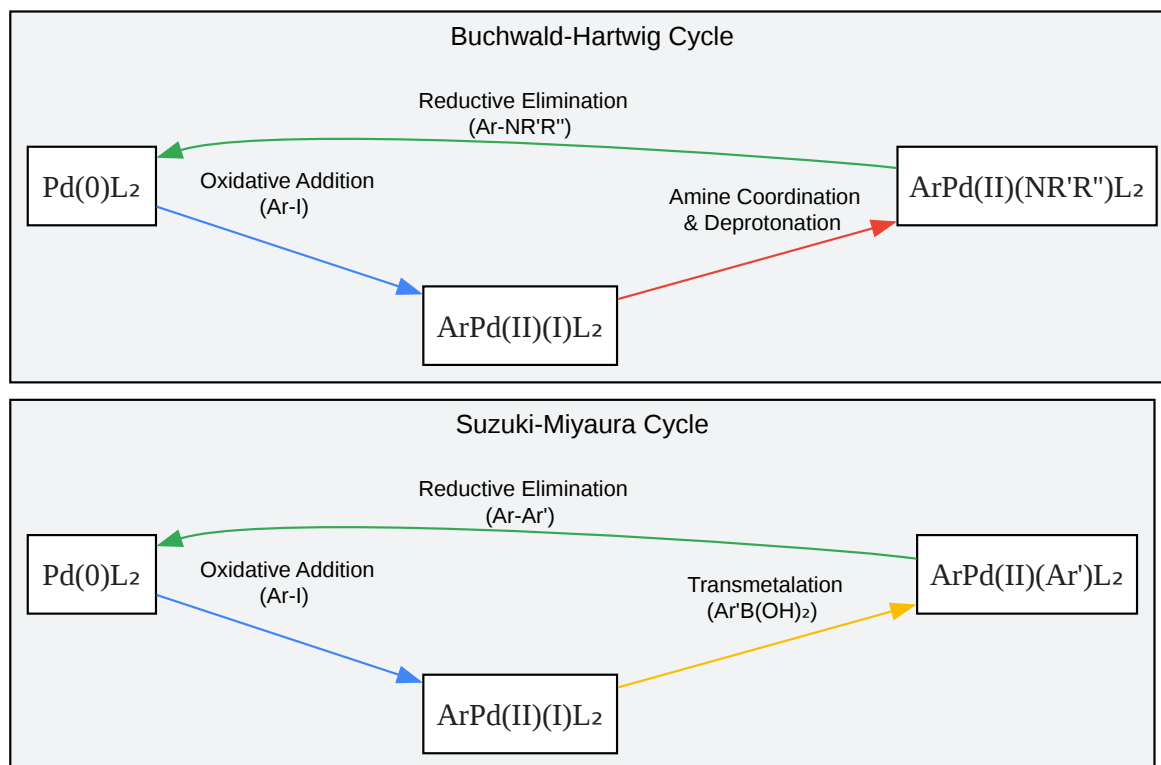 Buchwald-Hartwig Cycle
Reductive Elimination
(Ar-NR'R'')
Pd(0)L₂
Oxidative Addition
(Ar-I)
Amine Coordination
& Deprotonation
ArPd(II)(NR'R'')L₂
ArPd(II)(I)L₂
Suzuki-Miyaura Cycle
Reductive Elimination
(Ar-Ar')
Pd(0)L₂
Oxidative Addition
(Ar-I)
Transmetalation
(Ar'B(OH)₂)
ArPd(II)(Ar')L₂
ArPd(II)(I)L₂